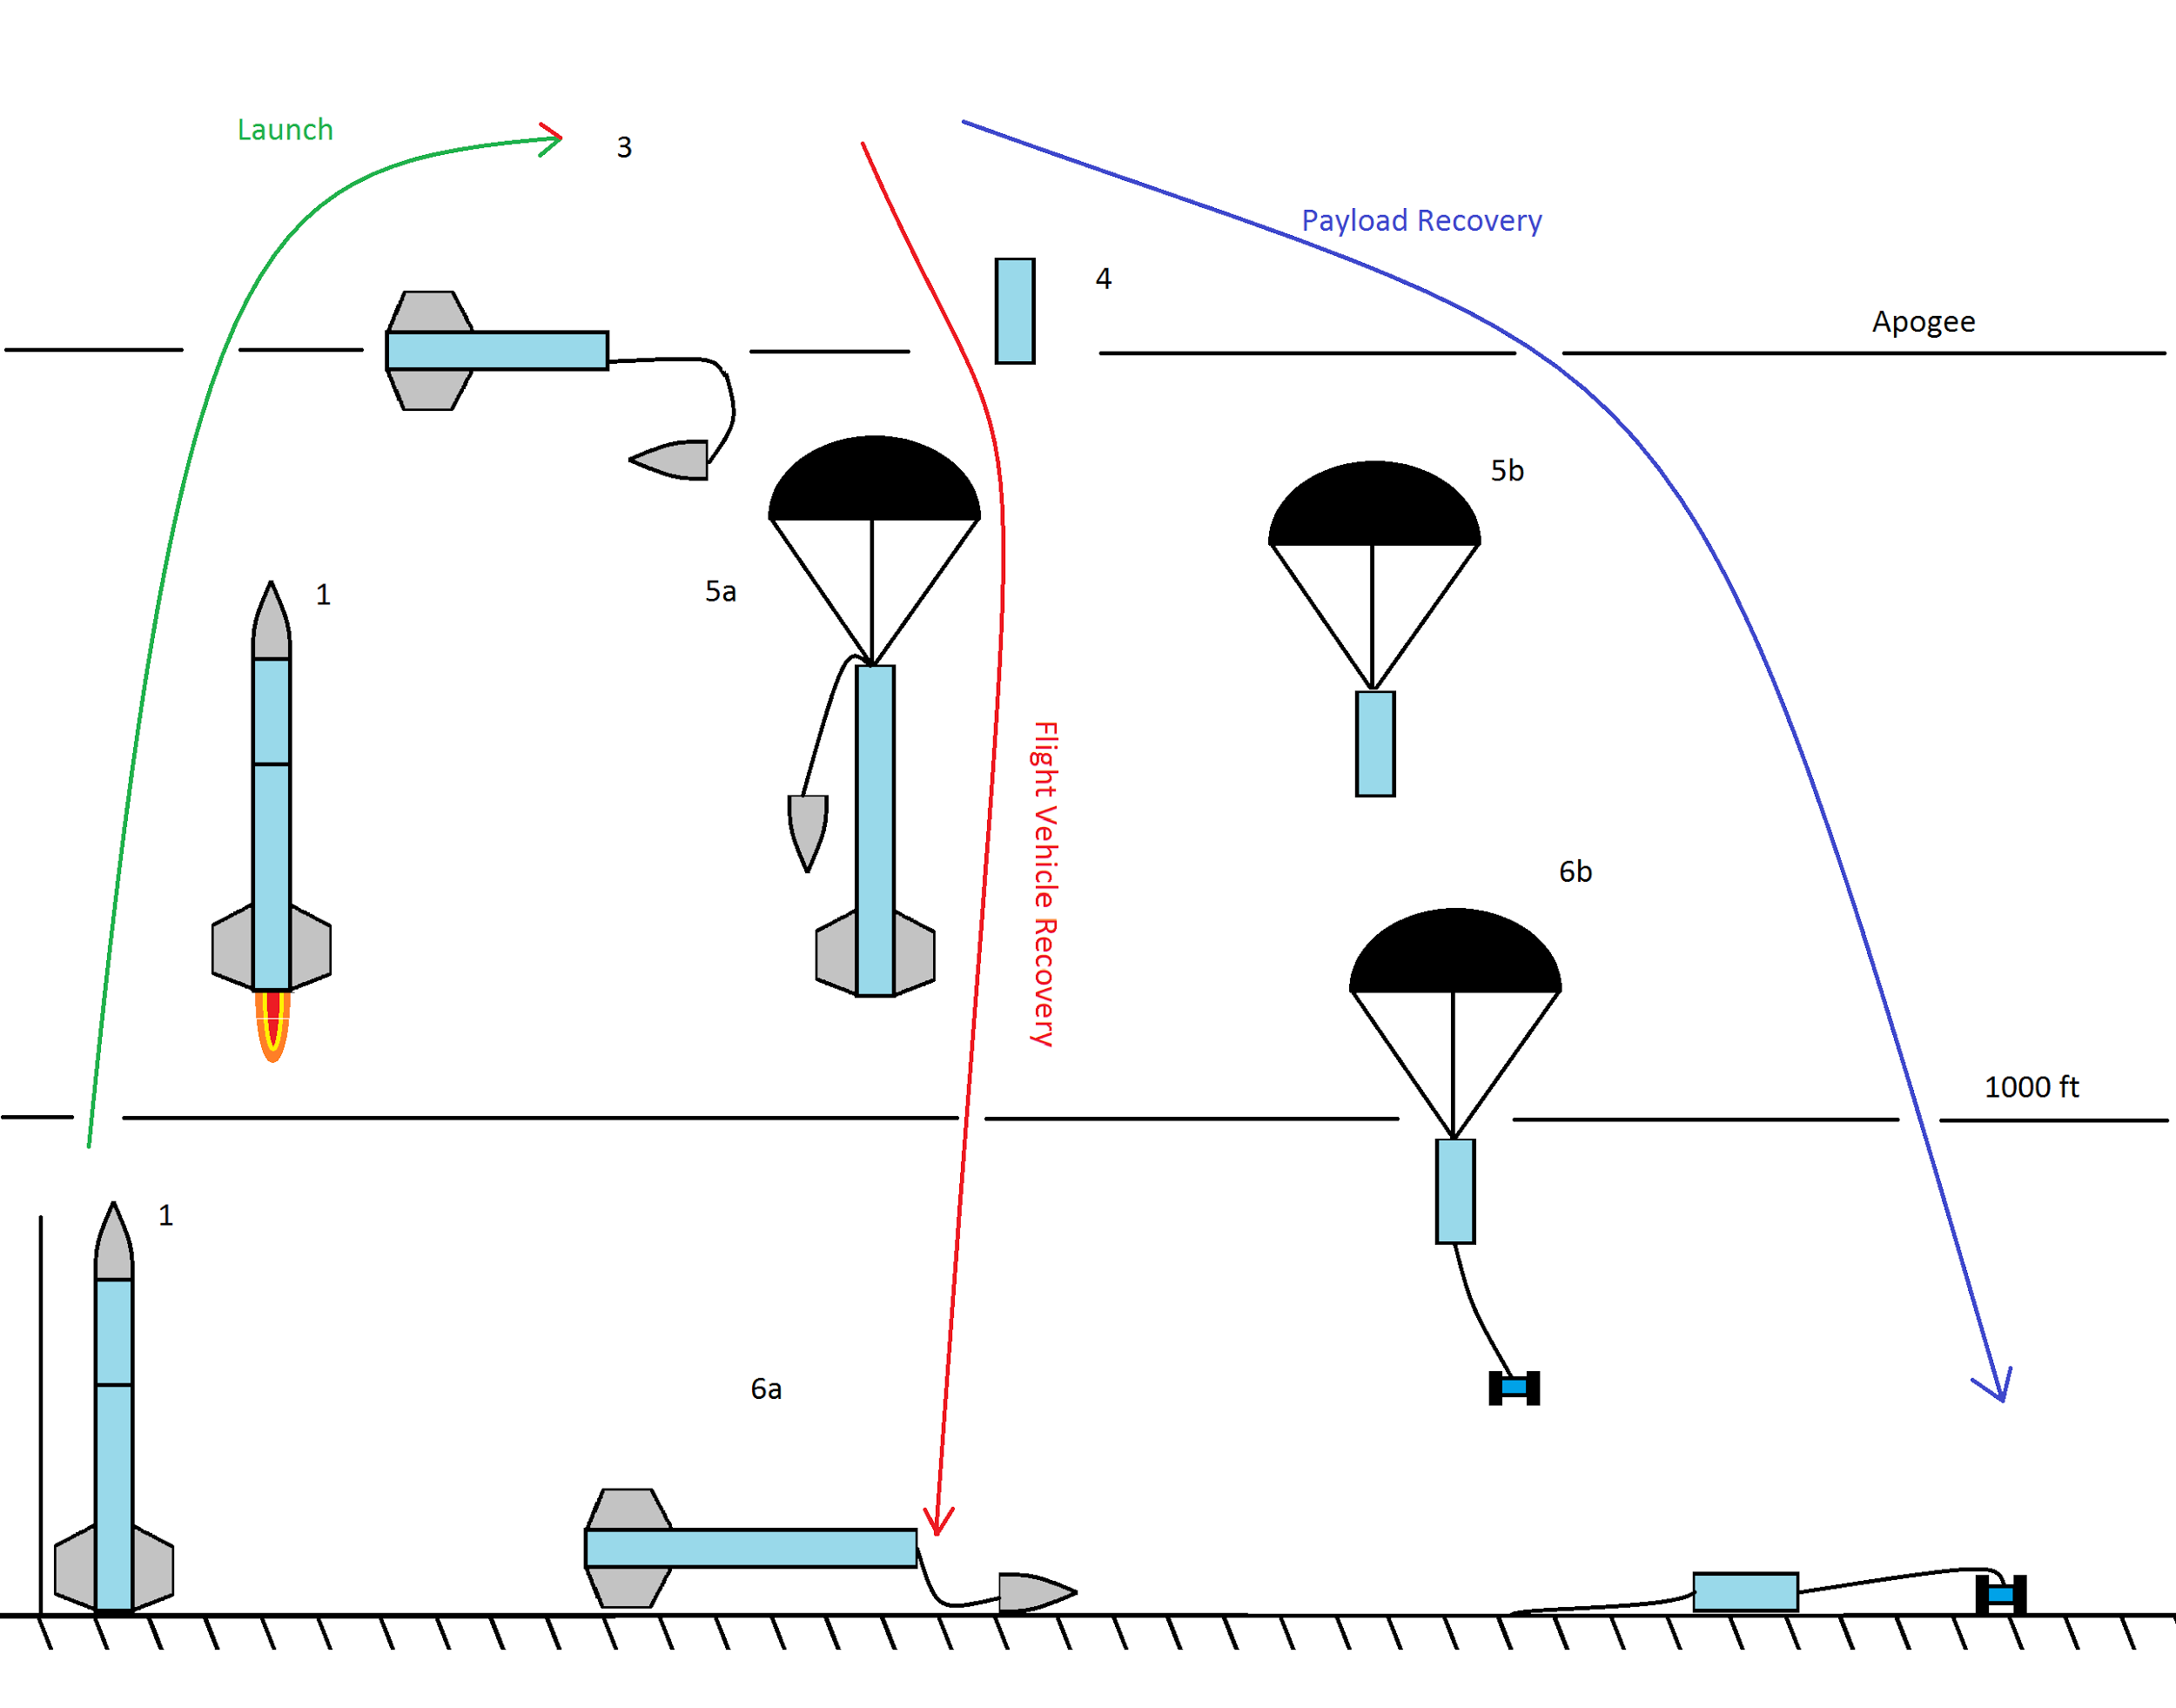 Launch
3
Payload Recovery
4
Apogee
5b
1
5a
Flight Vehicle Recovery
6b
1000 ft
1
6a